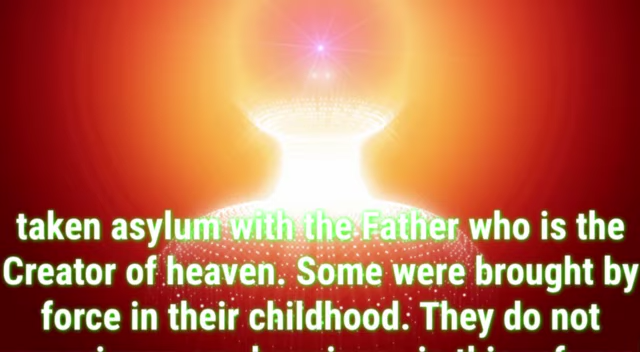 taken asylum with the Father who is the
Creator of heaven. Some were brought by
force in their childhood. They do not